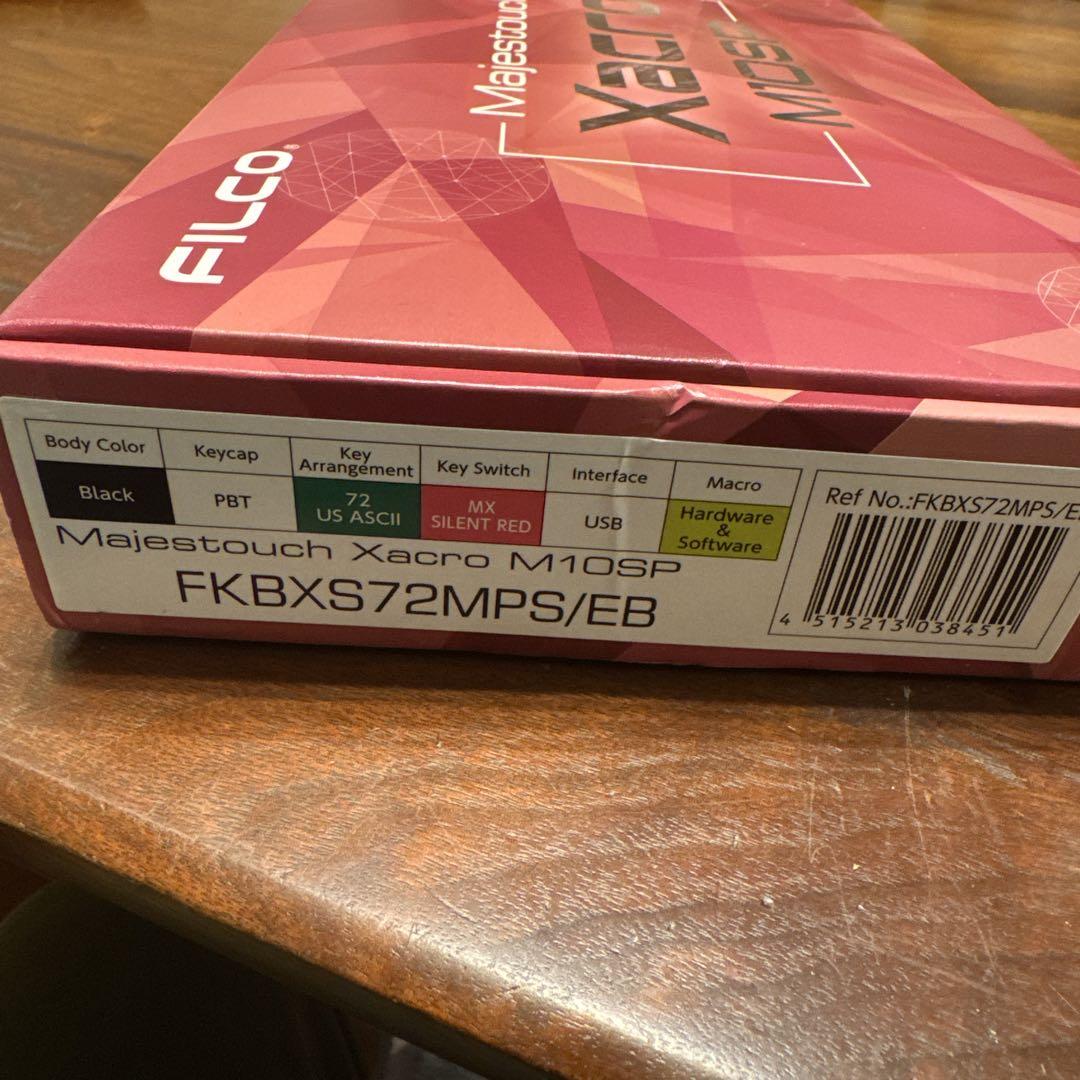 Majestouch
Xacro
M10SP
FILCO®
Body Color
Keycap
Key
Arrangement
Key Switch
Interface
Macro
Black
PBT
72
US ASCII
MX
SILENT RED
USB
Hardware
&
Software
Majestouch Xacro M10SP
FKBXS72MPS/EB
Ref No.:FKBXS72MPS/E
4 515213 038451